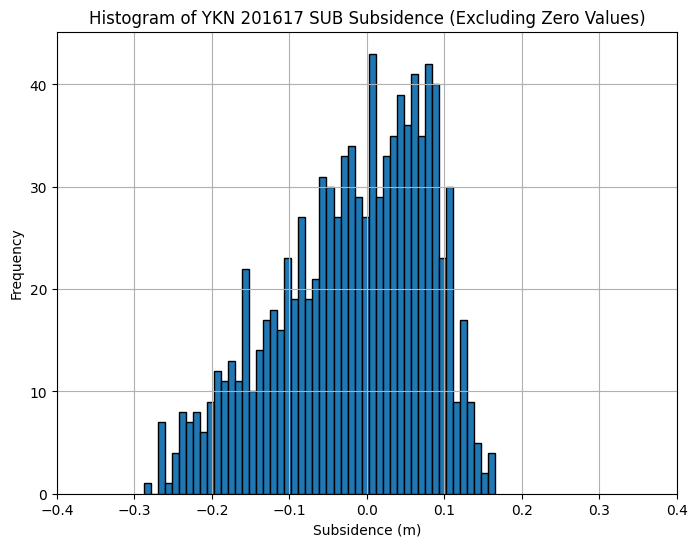 Histogram of YKN 201617 SUB Subsidence (Excluding Zero Values)
Frequency
40
30
20
10
0
−0.4 −0.3 −0.2 −0.1 0.0 0.1 0.2 0.3 0.4
Subsidence (m)